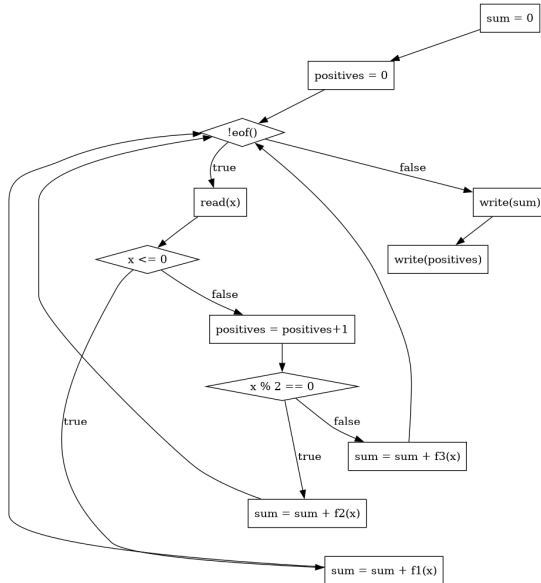 sum = 0
positives = 0
!eof()
true
false
read(x)
write(sum)
x <= 0
write(positives)
false
positives = positives+1
x % 2 == 0
true
false
true
sum = sum + f3(x)
sum = sum + f2(x)
sum = sum + f1(x)